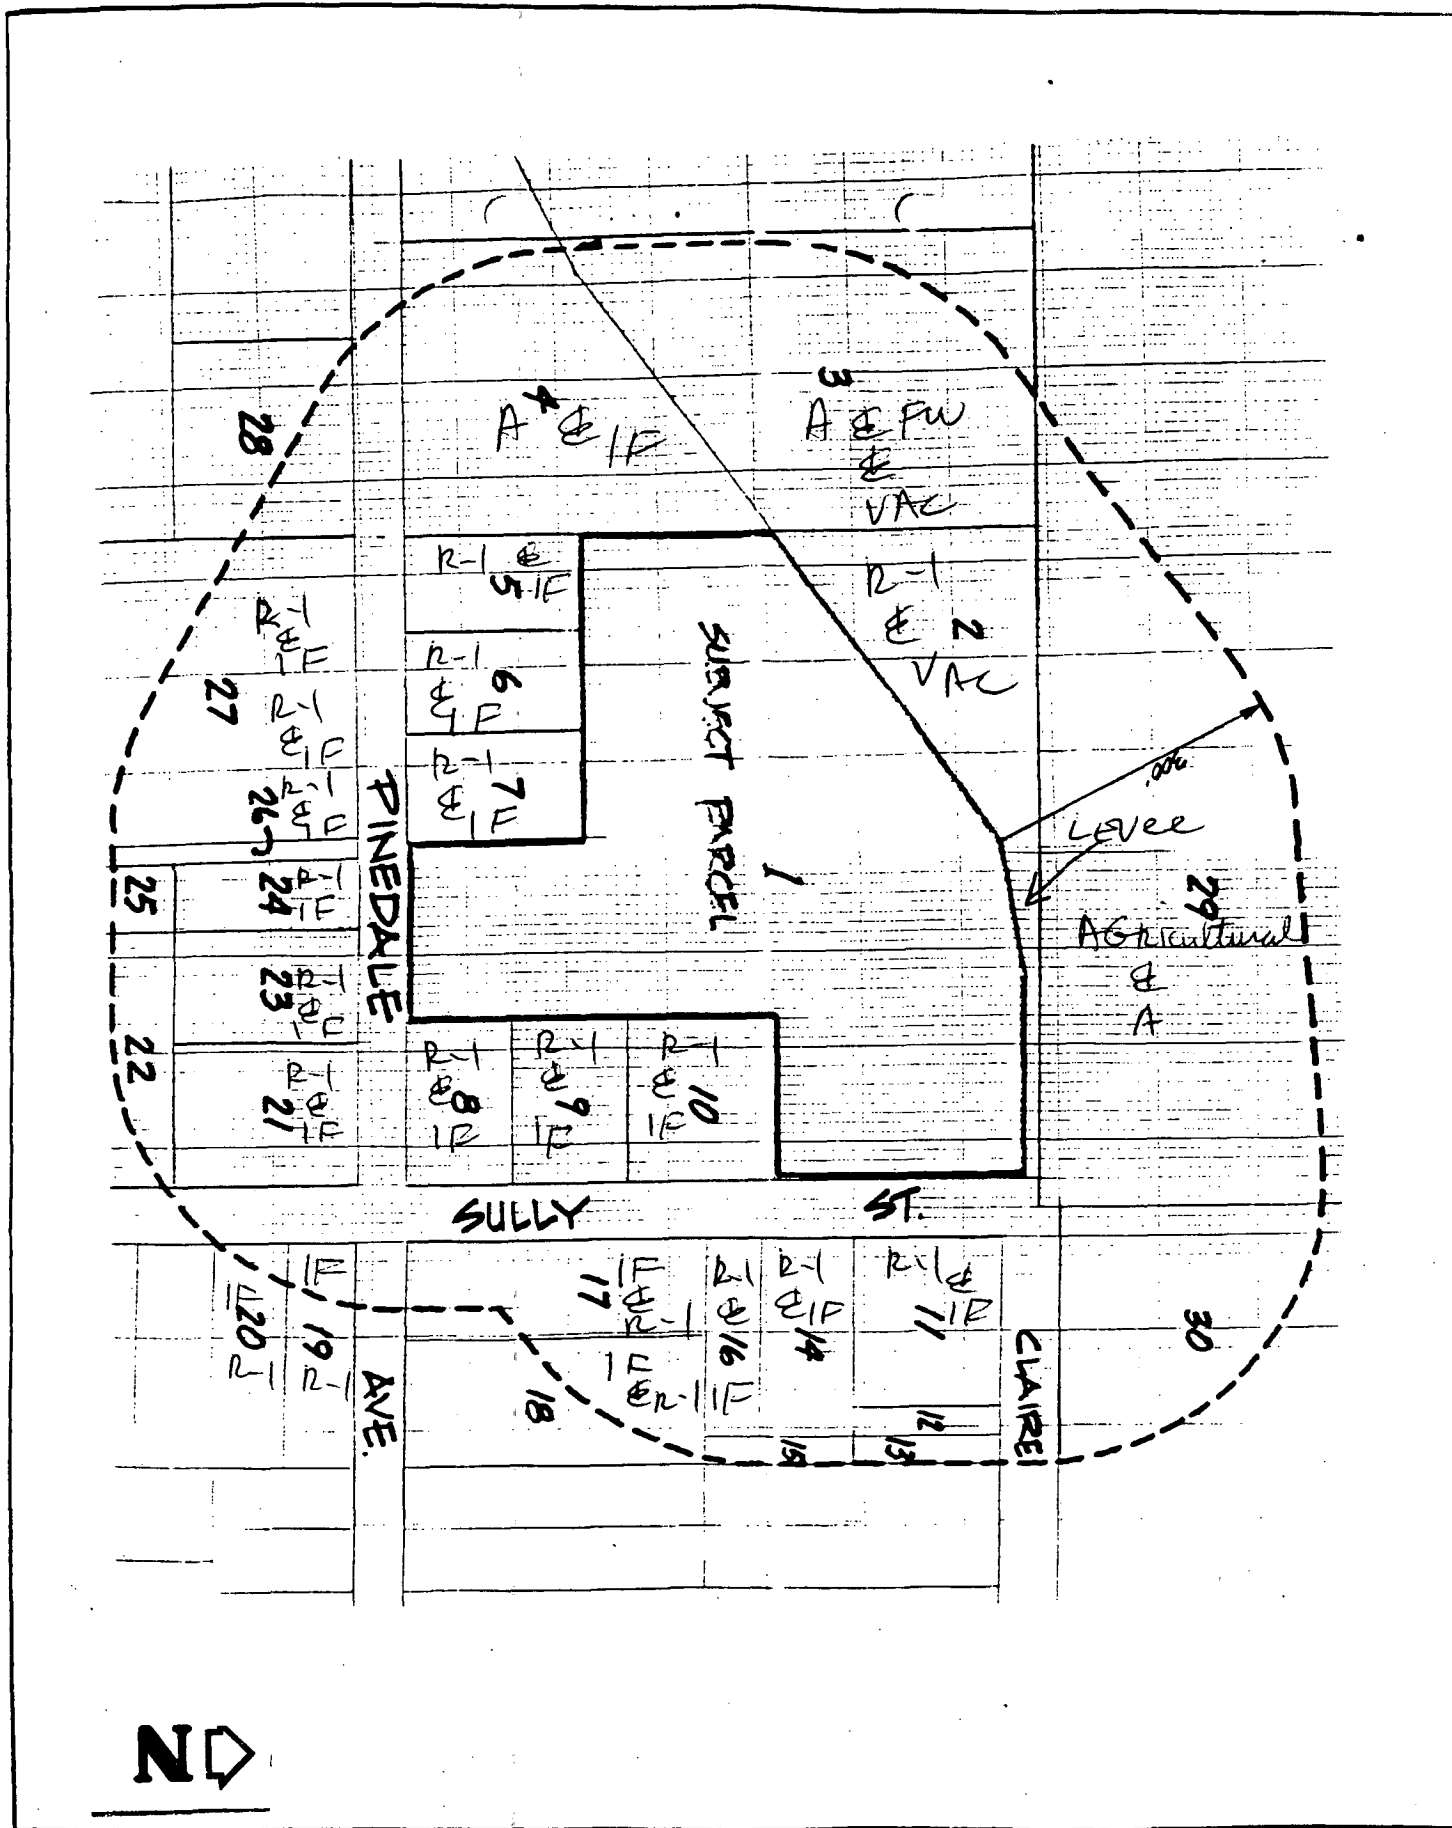 3
A & FW
&
VAC
4
A & 1F
28
R-1 &
5 1F
R-1
& 2
VAC
R-1
&
1F
R-1
& 6
1F
27
R-1
&
1F
R-1
& 7
1F
SUBJECT PARCEL
1
300'
LEVEE
26
R-1
&
1F
PINEDALE
25
24
R-1
1F
29
AGRicultural
&
A
23
R-1
&
1F
22
21
R-1
&
1F
R-1
& 8
1F
R-1
& 9
1F
R-1
& 10
1F
SULLY ST.
1F
20
R-1
1F
19
R-1
17
1F
&
R-1
1F
& R-1
18
R-1
& 16
1F
R-1
& 1F
14
R-1 &
1F
11
12
13
15
30
CLAIRE
AVE.
N